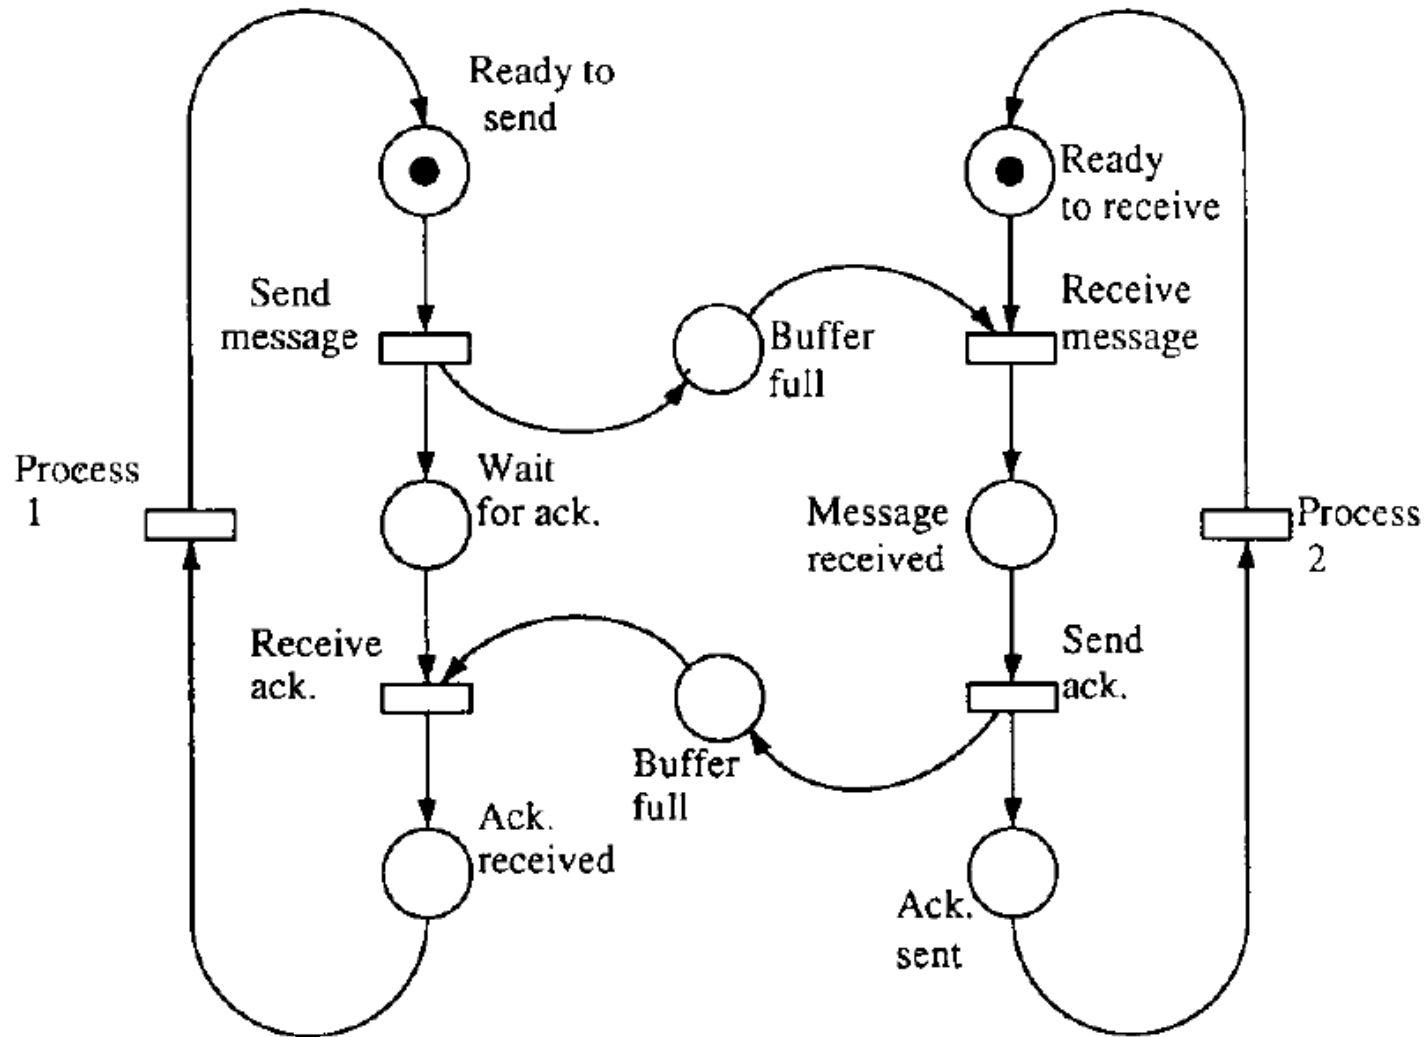 Ready to
send
Ready
to receive
Send
message
Receive
message
Buffer
full
Process
1
Wait
for ack.
Message
received
Process
2
Receive
ack.
Send
ack.
Buffer
full
Ack.
received
Ack.
sent